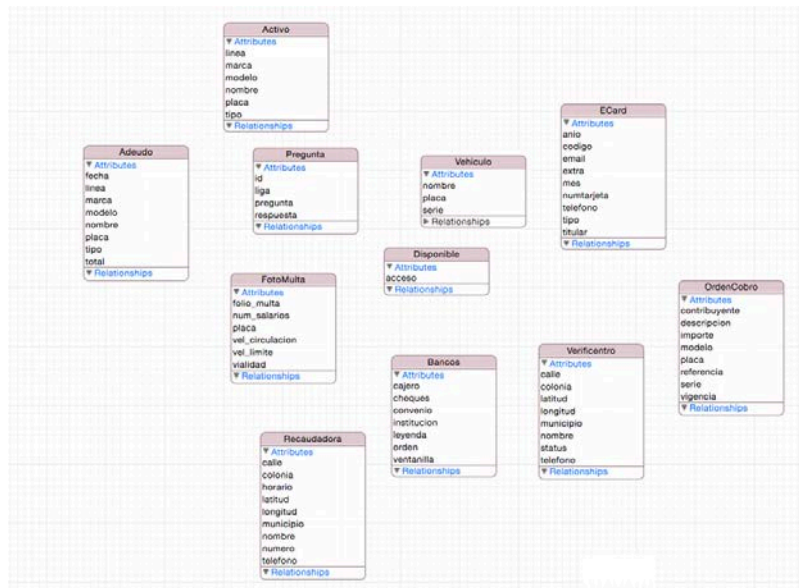 Activo
Attributes
linea
marca
modelo
nombre
placa
tipo
Relationships
Adeudo
Attributes
fecha
linea
marca
modelo
nombre
placa
tipo
total
Relationships
Pregunta
Attributes
id
liga
pregunta
respuesta
Relationships
Vehiculo
Attributes
nombre
placa
serie
Relationships
ECard
Attributes
anio
codigo
email
extra
mes
numtarjeta
telefono
tipo
titular
Relationships
Disponible
Attributes
acceso
Relationships
FotoMulta
Attributes
folio_multa
num_salarios
placa
vel_circulacion
vel_limite
vialidad
Relationships
OrdenCobro
Attributes
contribuyente
descripcion
importe
modelo
placa
referencia
serie
vigencia
Relationships
Bancos
Attributes
cajero
cheques
convenio
institucion
leyenda
orden
ventanilla
Relationships
Verificentro
Attributes
calle
colonia
latitud
longitud
municipio
nombre
status
telefono
Relationships
Recaudadora
Attributes
calle
colonia
horario
latitud
longitud
municipio
nombre
numero
telefono
Relationships